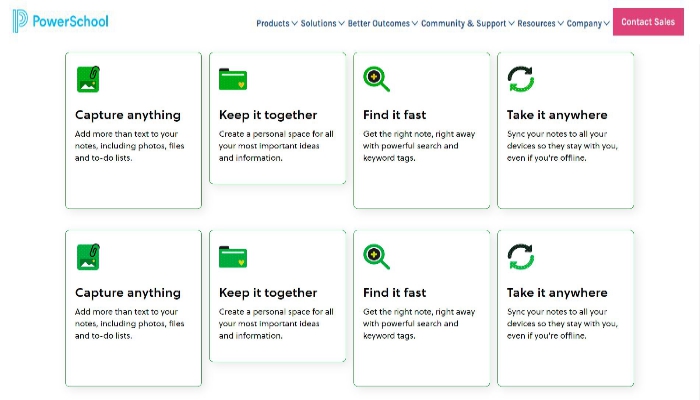 PowerSchool
Products Solutions Better Outcomes Community & Support Resources Company Contact Sales
Capture anything
Add more than text to your
notes, including photos, files
and to-do lists.
Keep it together
Create a personal space for all
your most important ideas
and information.
Find it fast
Get the right note, right away
with powerful search and
keyword tags.
Take it anywhere
Sync your notes to all your
devices so they stay with you,
even if you're offline.
Capture anything
Add more than text to your
notes, including photos, files
and to-do lists.
Keep it together
Create a personal space for all
your most important ideas
and information.
Find it fast
Get the right note, right away
with powerful search and
keyword tags.
Take it anywhere
Sync your notes to all your
devices so they stay with you,
even if you're offline.